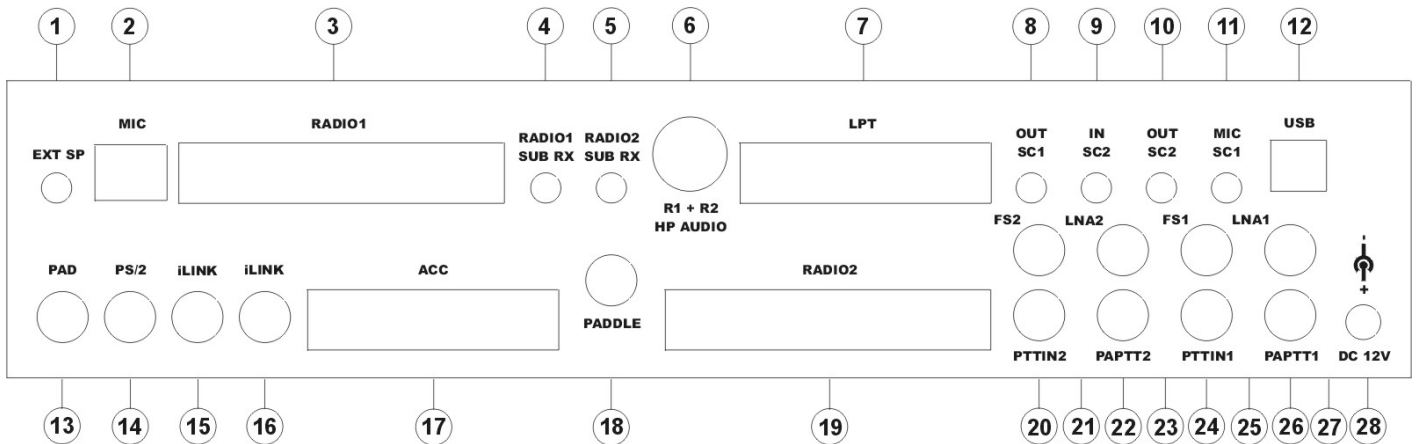 1 2 3 4 5 6 7 8 9 10 11 12
MIC RADIO1 LPT USB
EXT SP
RADIO1 RADIO2
SUB RX SUB RX
OUT IN OUT MIC
SC1 SC2 SC2 SC1
R1 + R2
HP AUDIO
FS2 LNA2 FS1 LNA1
PAD PS/2 iLINK iLINK ACC RADIO2
-
+
PADDLE
PTTIN2 PAPTT2 PTTIN1 PAPTT1 DC 12V
13 14 15 16 17 18 19 20 21 22 23 24 25 26 27 28